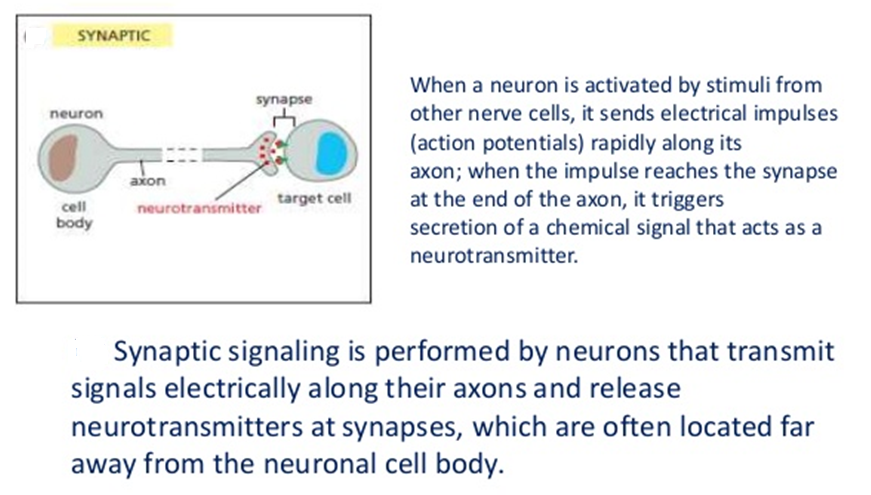 SYNAPTIC
neuron
synapse
axon
cell
body
neurotransmitter
target cell
When a neuron is activated by stimuli from
other nerve cells, it sends electrical impulses
(action potentials) rapidly along its
axon; when the impulse reaches the synapse
at the end of the axon, it triggers
secretion of a chemical signal that acts as a
neurotransmitter.
Synaptic signaling is performed by neurons that transmit
signals electrically along their axons and release
neurotransmitters at synapses, which are often located far
away from the neuronal cell body.